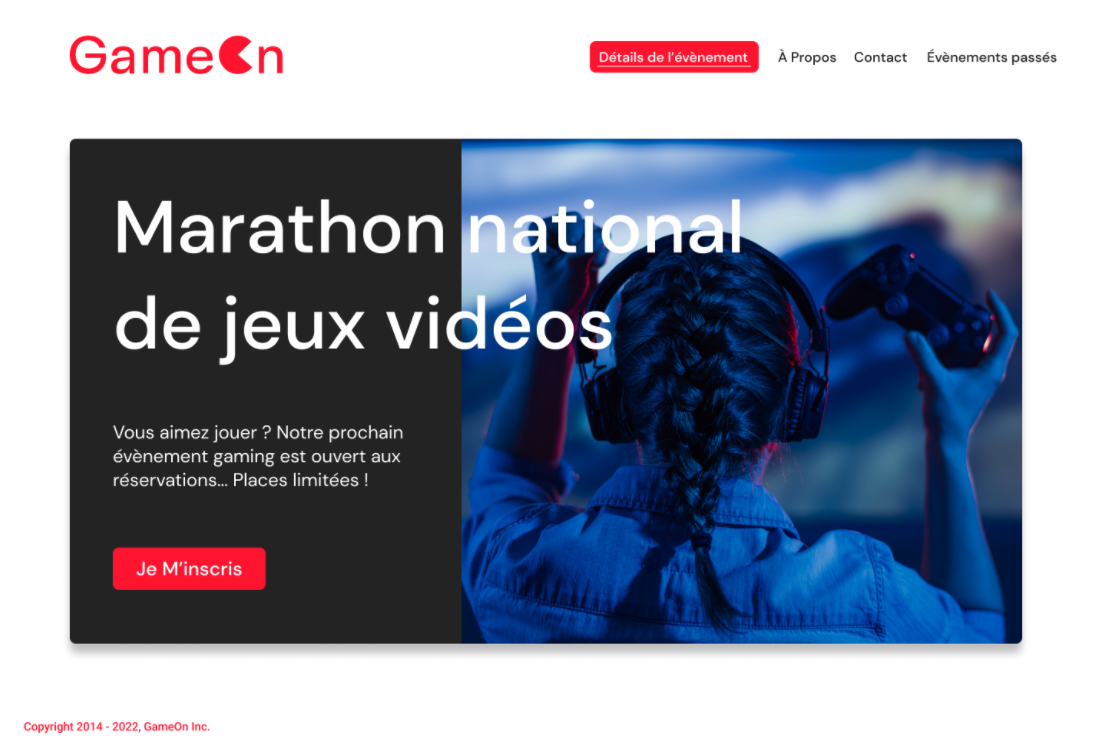 GameOn
Détails de l'évènement À Propos Contact Évènements passés
Marathon national
de jeux vidéos
Vous aimez jouer ? Notre prochain
évènement gaming est ouvert aux
réservations... Places limitées !
Je M'inscris
Copyright 2014 - 2022, GameOn Inc.